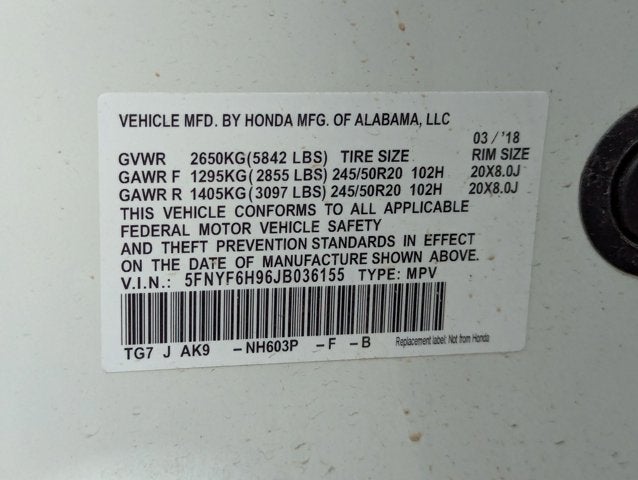 VEHICLE MFD. BY HONDA MFG. OF ALABAMA, LLC
03 / '18
GVWR 2650KG(5842 LBS) TIRE SIZE RIM SIZE
GAWR F 1295KG(2855 LBS) 245/50R20 102H 20X8.0J
GAWR R 1405KG(3097 LBS) 245/50R20 102H 20X8.0J
THIS VEHICLE CONFORMS TO ALL APPLICABLE
FEDERAL MOTOR VEHICLE SAFETY
AND THEFT PREVENTION STANDARDS IN EFFECT
ON THE DATE OF MANUFACTURE SHOWN ABOVE.
V.I.N.: 5FNYF6H96JB036155 TYPE: MPV
TG7 J AK9 -NH603P -F -B Replacement label: Not from Honda